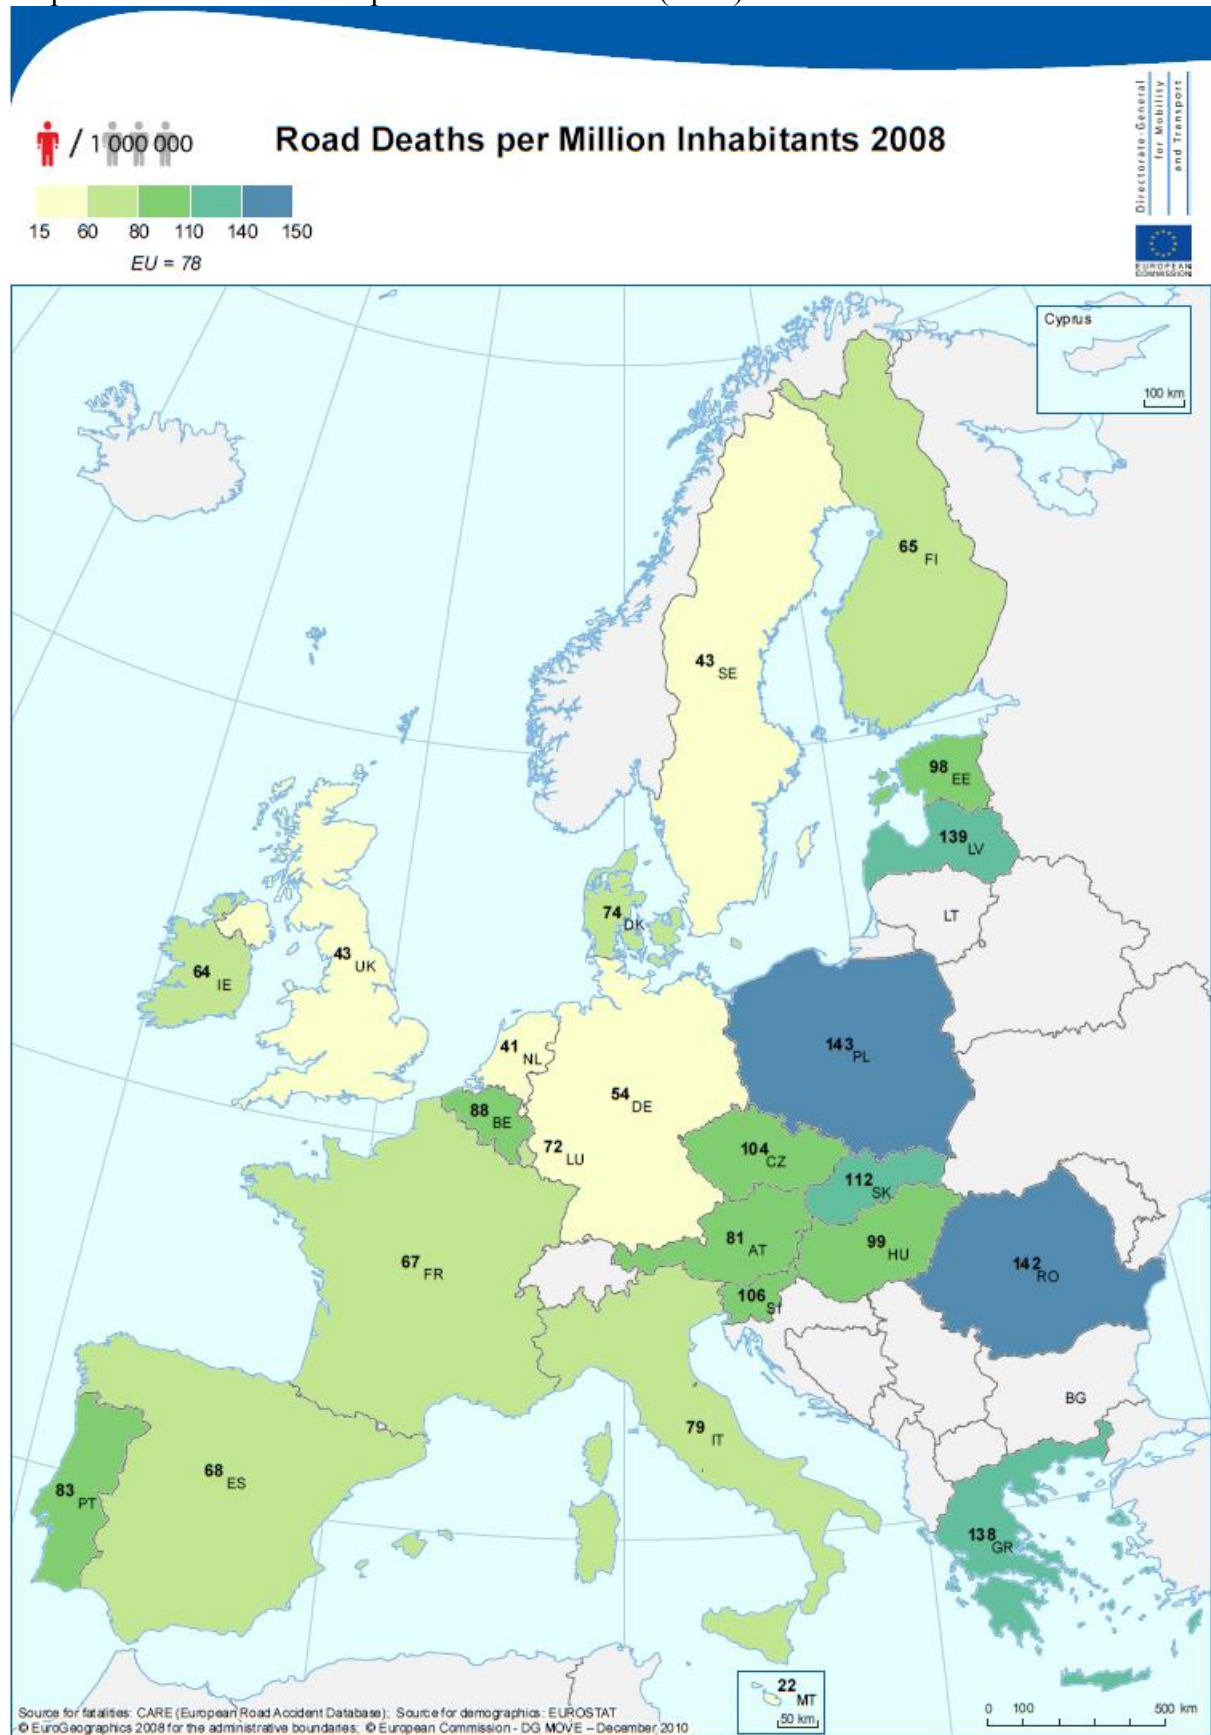 / 1 000 000
Road Deaths per Million Inhabitants 2008
Directorate-General
for Mobility
and Transport
15 60 80 110 140 150
EU = 78
EUROPEAN
COMMISSION
Cyprus
100 km
65 FI
43 SE
98 EE
139 LV
LT
74 DK
43 UK
64 IE
41 NL
143 PL
54 DE
88 BE
72 LU
104 CZ
112 SK
81 AT
99 HU
67 FR
142 RO
106 SI
BG
79 IT
68 ES
83 PT
138 GR
22 MT
50 km
0 100 500 km
Source for fatalities: CARE (European Road Accident Database); Source for demographics: EUROSTAT
© EuroGeographics 2008 for the administrative boundaries; © European Commission - DG MOVE – December 2010